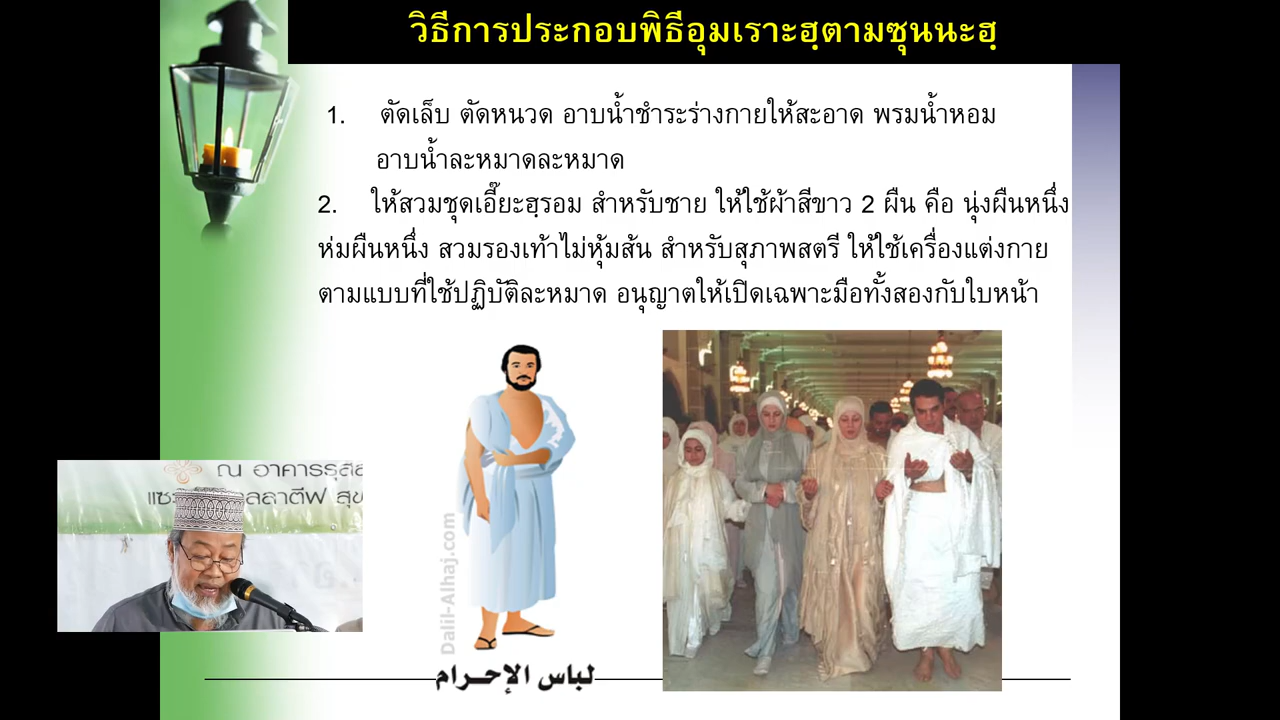 วิธีการประกอบพิธีอุมเราะฮฺตามซุนนะฮฺ
1. ตัดเล็บ ตัดหนวด อาบน้ำชำระร่างกายให้สะอาด พรมน้ำหอม
อาบน้ำละหมาดละหมาด
2. ให้สวมชุดเอี๊ยะฮฺรอม สำหรับชาย ให้ใช้ผ้าสีขาว 2 ผืน คือ นุ่งผืนหนึ่ง
ห่มผืนหนึ่ง สวมรองเท้าไม่หุ้มส้น สำหรับสุภาพสตรี ให้ใช้เครื่องแต่งกาย
ตามแบบที่ใช้ปฏิบัติละหมาด อนุญาตให้เปิดเฉพาะมือทั้งสองกับใบหน้า
ณ อาคาร
Dalil-Alhaj.com
لباس الإحرام